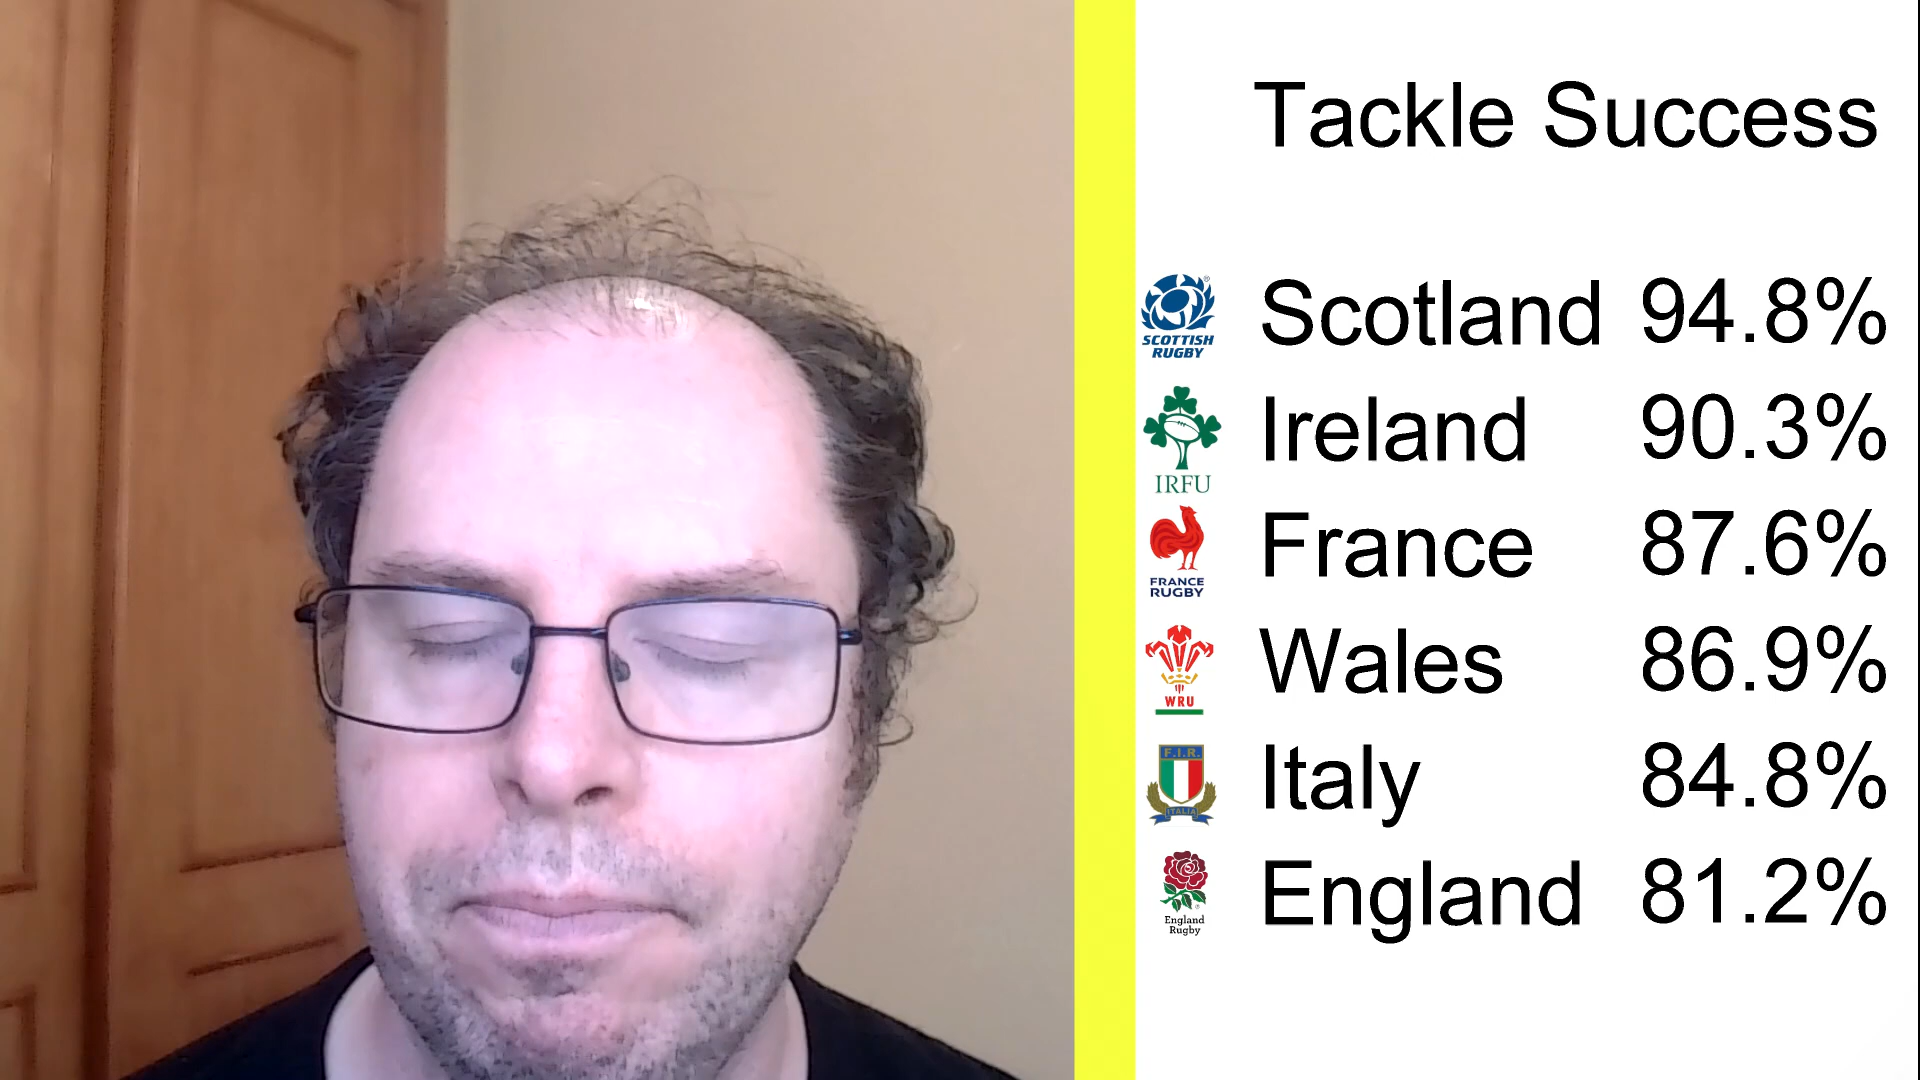 Tackle Success
SCOTTISH
RUGBY
Scotland 94.8%
IRFU
Ireland 90.3%
FRANCE
RUGBY
France 87.6%
WRU
Wales 86.9%
F.I.R.
ITALIA
Italy 84.8%
England
Rugby
England 81.2%